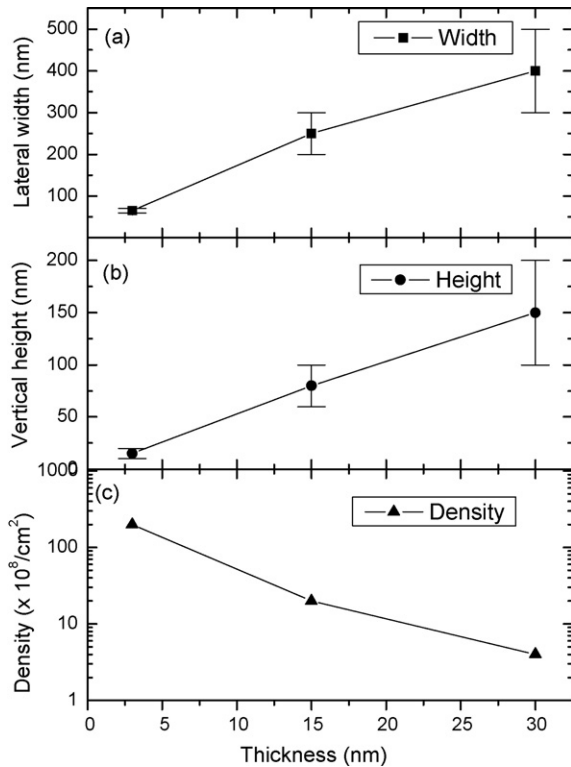 (a)
Width
500
400
300
200
100
Lateral width (nm)
(b)
Height
200
150
100
50
0
Vertical height (nm)
(c)
Density
1000
100
10
1
Density (x 10⁸/cm²)
0 5 10 15 20 25 30
Thickness (nm)